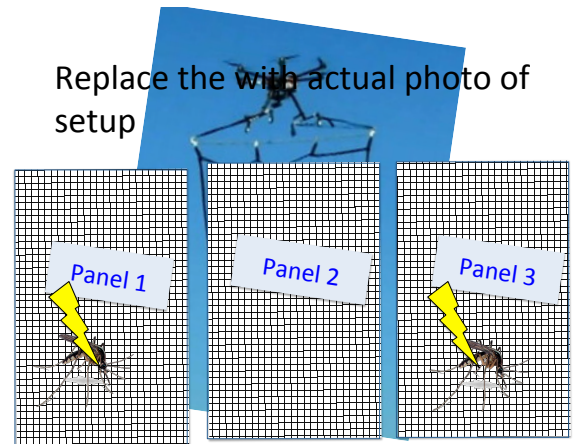 Replace the with actual photo of
setup
Panel 1
Panel 2
Panel 3